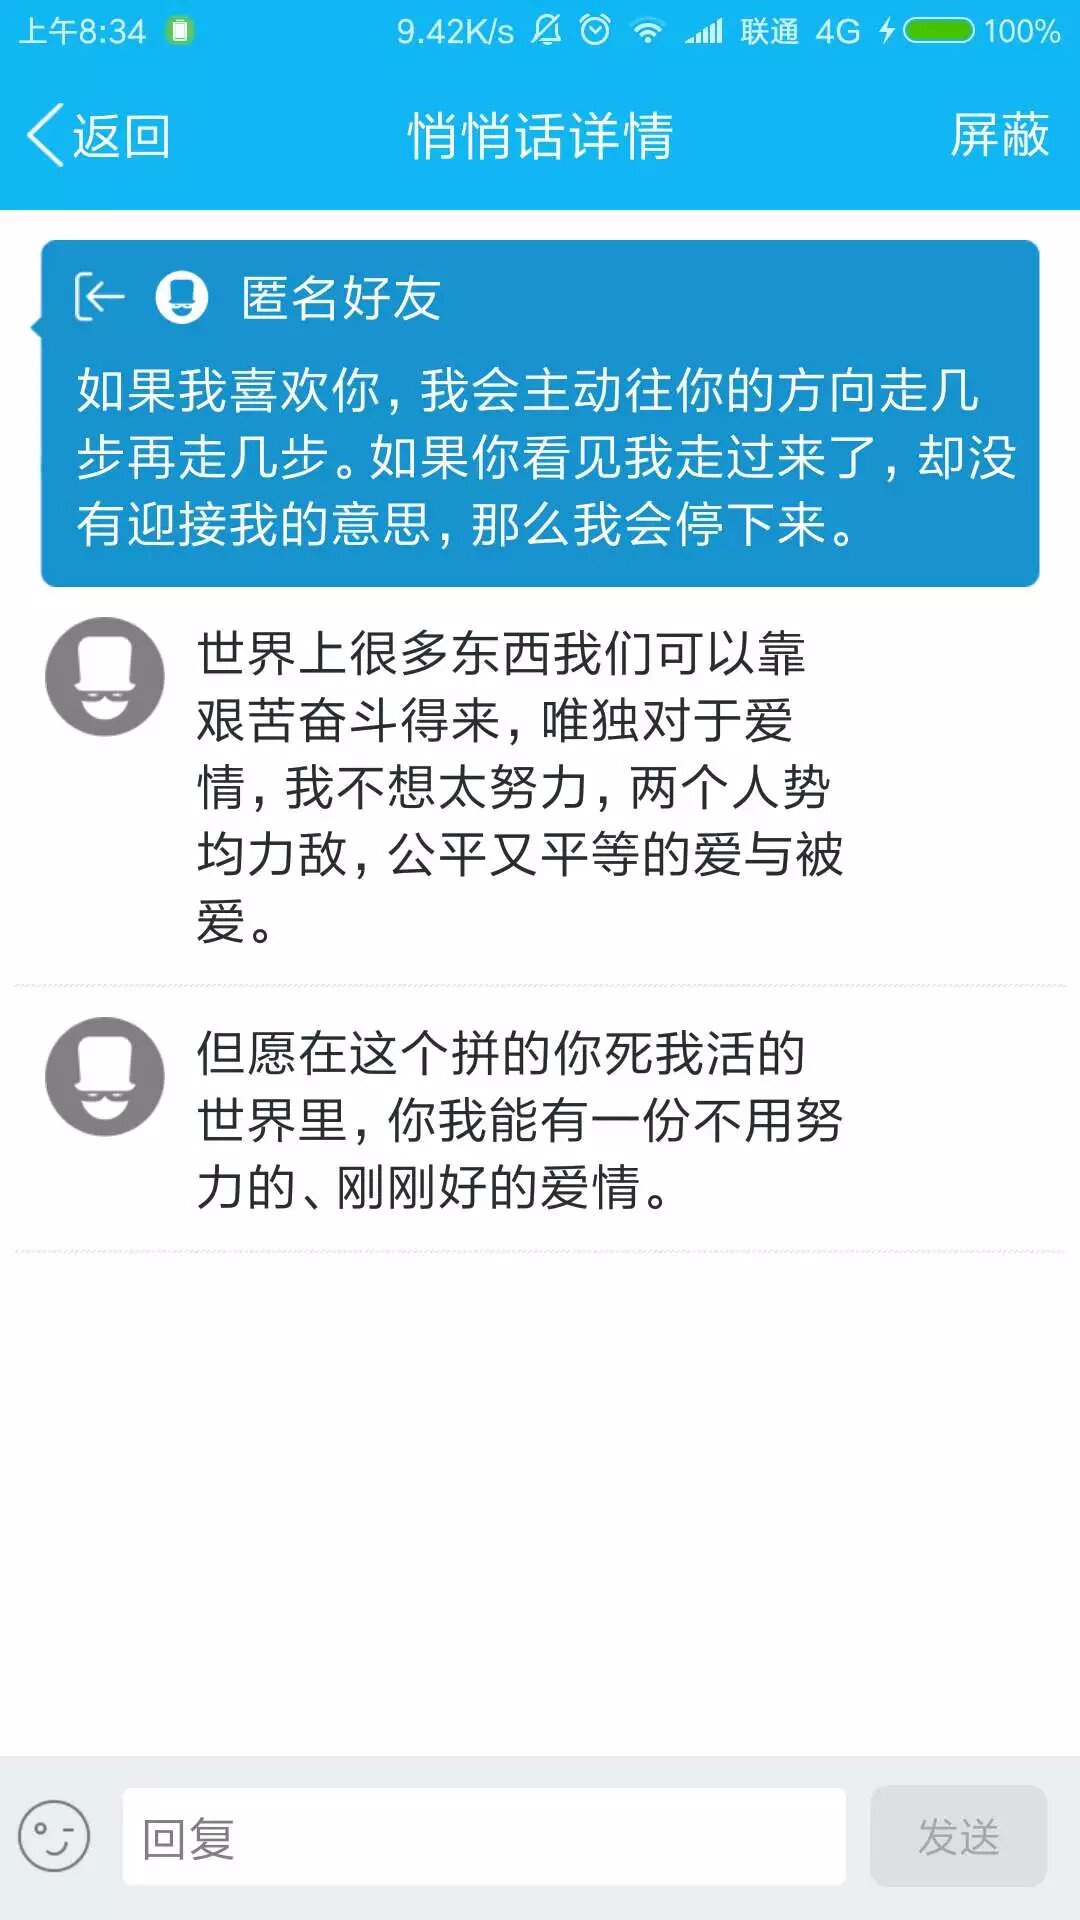 上午8:34 9.42K/s 联通 4G 100%
返回 悄悄话详情 屏蔽
匿名好友
如果我喜欢你,我会主动往你的方向走几
步再走几步。如果你看见我走过来了,却没
有迎接我的意思,那么我会停下来。
世界上很多东西我们可以靠
艰苦奋斗得来,唯独对于爱
情,我不想太努力,两个人势
均力敌,公平又平等的爱与被
爱。
但愿在这个拼的你死我活的
世界里,你我能有一份不用努
力的、刚刚好的爱情。
回复 发送